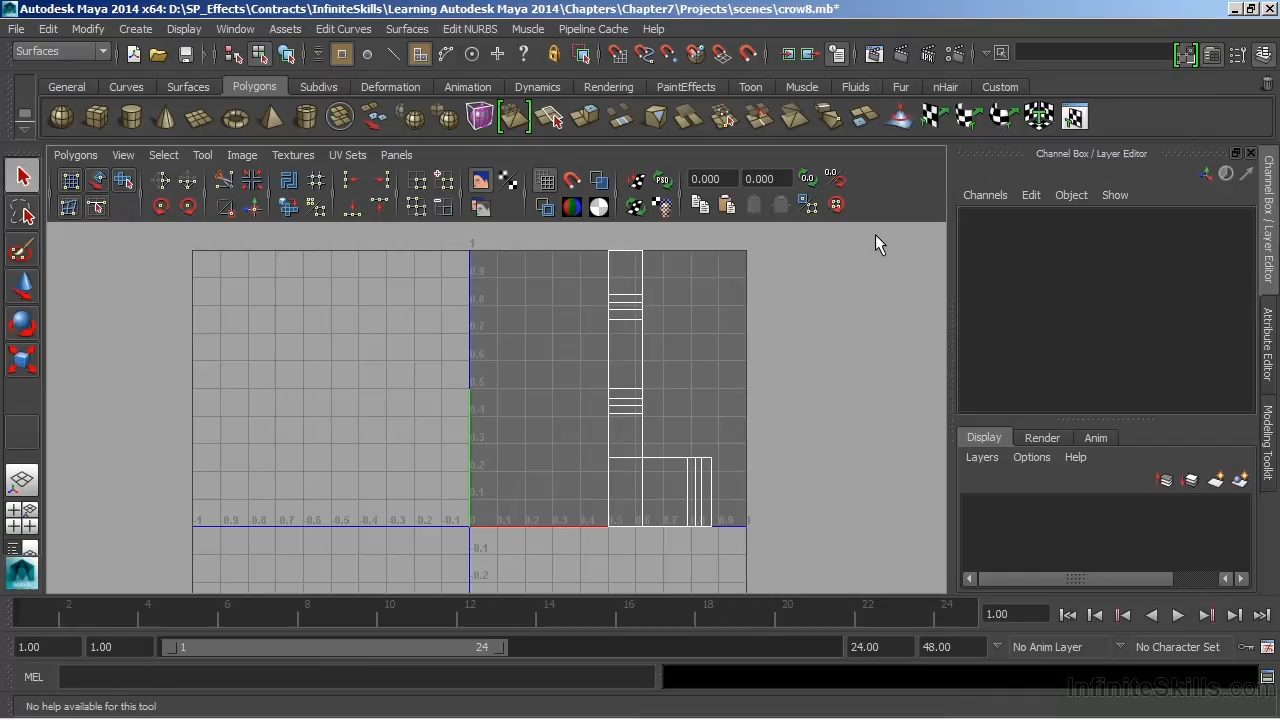 Autodesk Maya 2014 x64: D:\SP_Effects\Contracts\InfiniteSkills\Learning Autodesk Maya 2014\Chapters\Chapter7\Projects\scenes\crow8.mb*
File Edit Modify Create Display Window Assets Edit Curves Surfaces Edit NURBS Muscle Pipeline Cache Help
Surfaces
General Curves Surfaces Polygons Subdivs Deformation Animation Dynamics Rendering PaintEffects Toon Muscle Fluids Fur nHair Custom
Polygons View Select Tool Image Textures UV Sets Panels
Channel Box / Layer Editor
0.000 0.000
PSD
Channels Edit Object Show
Channel Box / Layer Editor
Attribute Editor
Modeling Toolkit
1
0.9
0.8
0.7
0.6
0.5
0.4
0.3
0.2
0.1
-1 -0.9 -0.8 -0.7 -0.6 -0.5 -0.4 -0.3 -0.2 -0.1 0 0.1 0.2 0.3 0.4 0.5 0.6 0.7 0.8 0.9 1
-0.1
-0.2
Display Render Anim
Layers Options Help
2 4 6 8 10 12 14 16 18 20 22 24
1.00
1.00 1.00 1 24 24.00 48.00 No Anim Layer No Character Set
MEL
InfiniteSkills.com
No help available for this tool